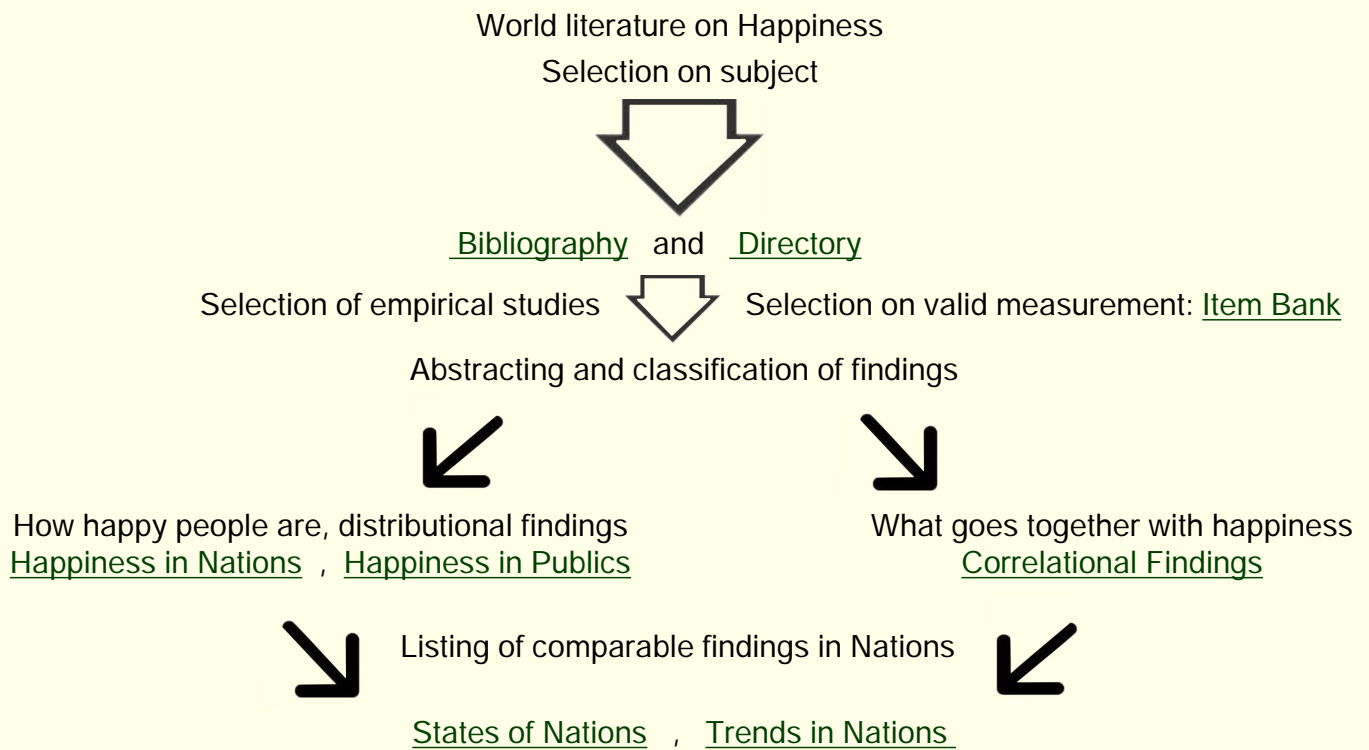 World literature on Happiness
Selection on subject
Bibliography and Directory
Selection of empirical studies Selection on valid measurement: Item Bank
Abstracting and classification of findings
How happy people are, distributional findings
Happiness in Nations , Happiness in Publics
What goes together with happiness
Correlational Findings
Listing of comparable findings in Nations
States of Nations , Trends in Nations